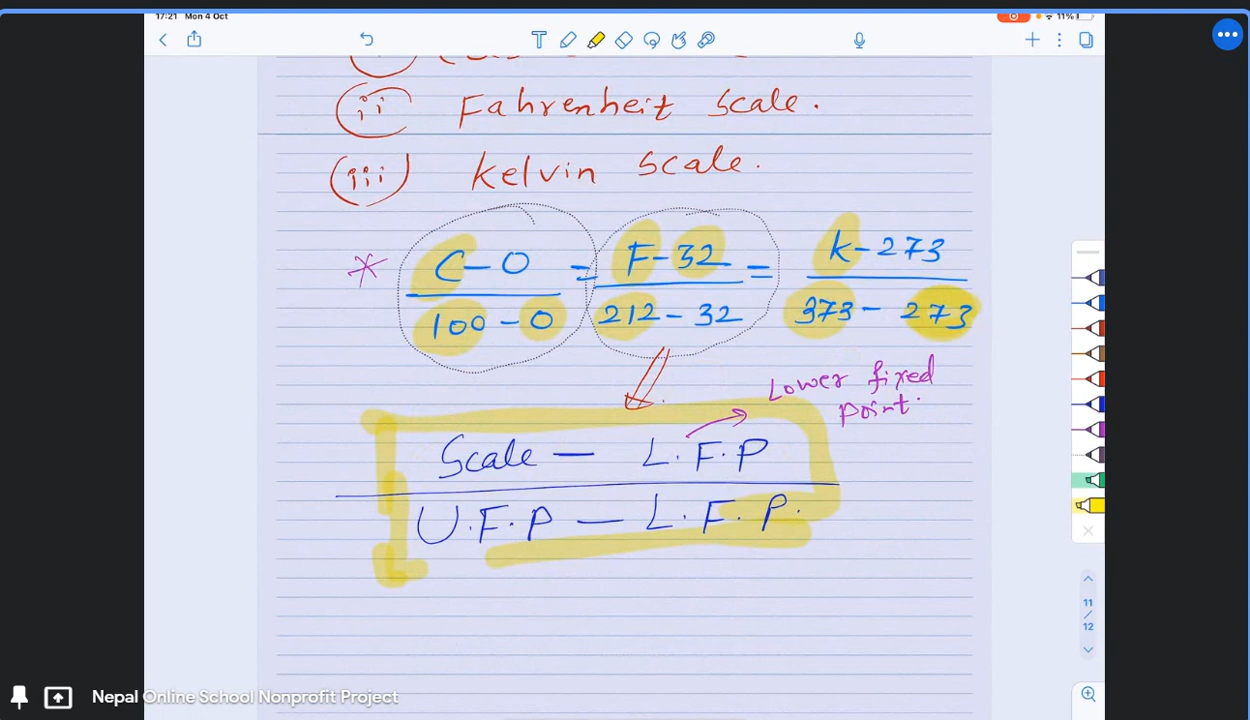 17:21 Mon 4 Oct
11%
(ii) Fahrenheit Scale.
(iii) Kelvin Scale.
* C-0 / 100-0 = F-32 / 212-32 = K-273 / 373-273
Lower fixed point.
Scale — L.F.P
U.F.P — L.F.P.
11
/
12
Nepal Online School Nonprofit Project